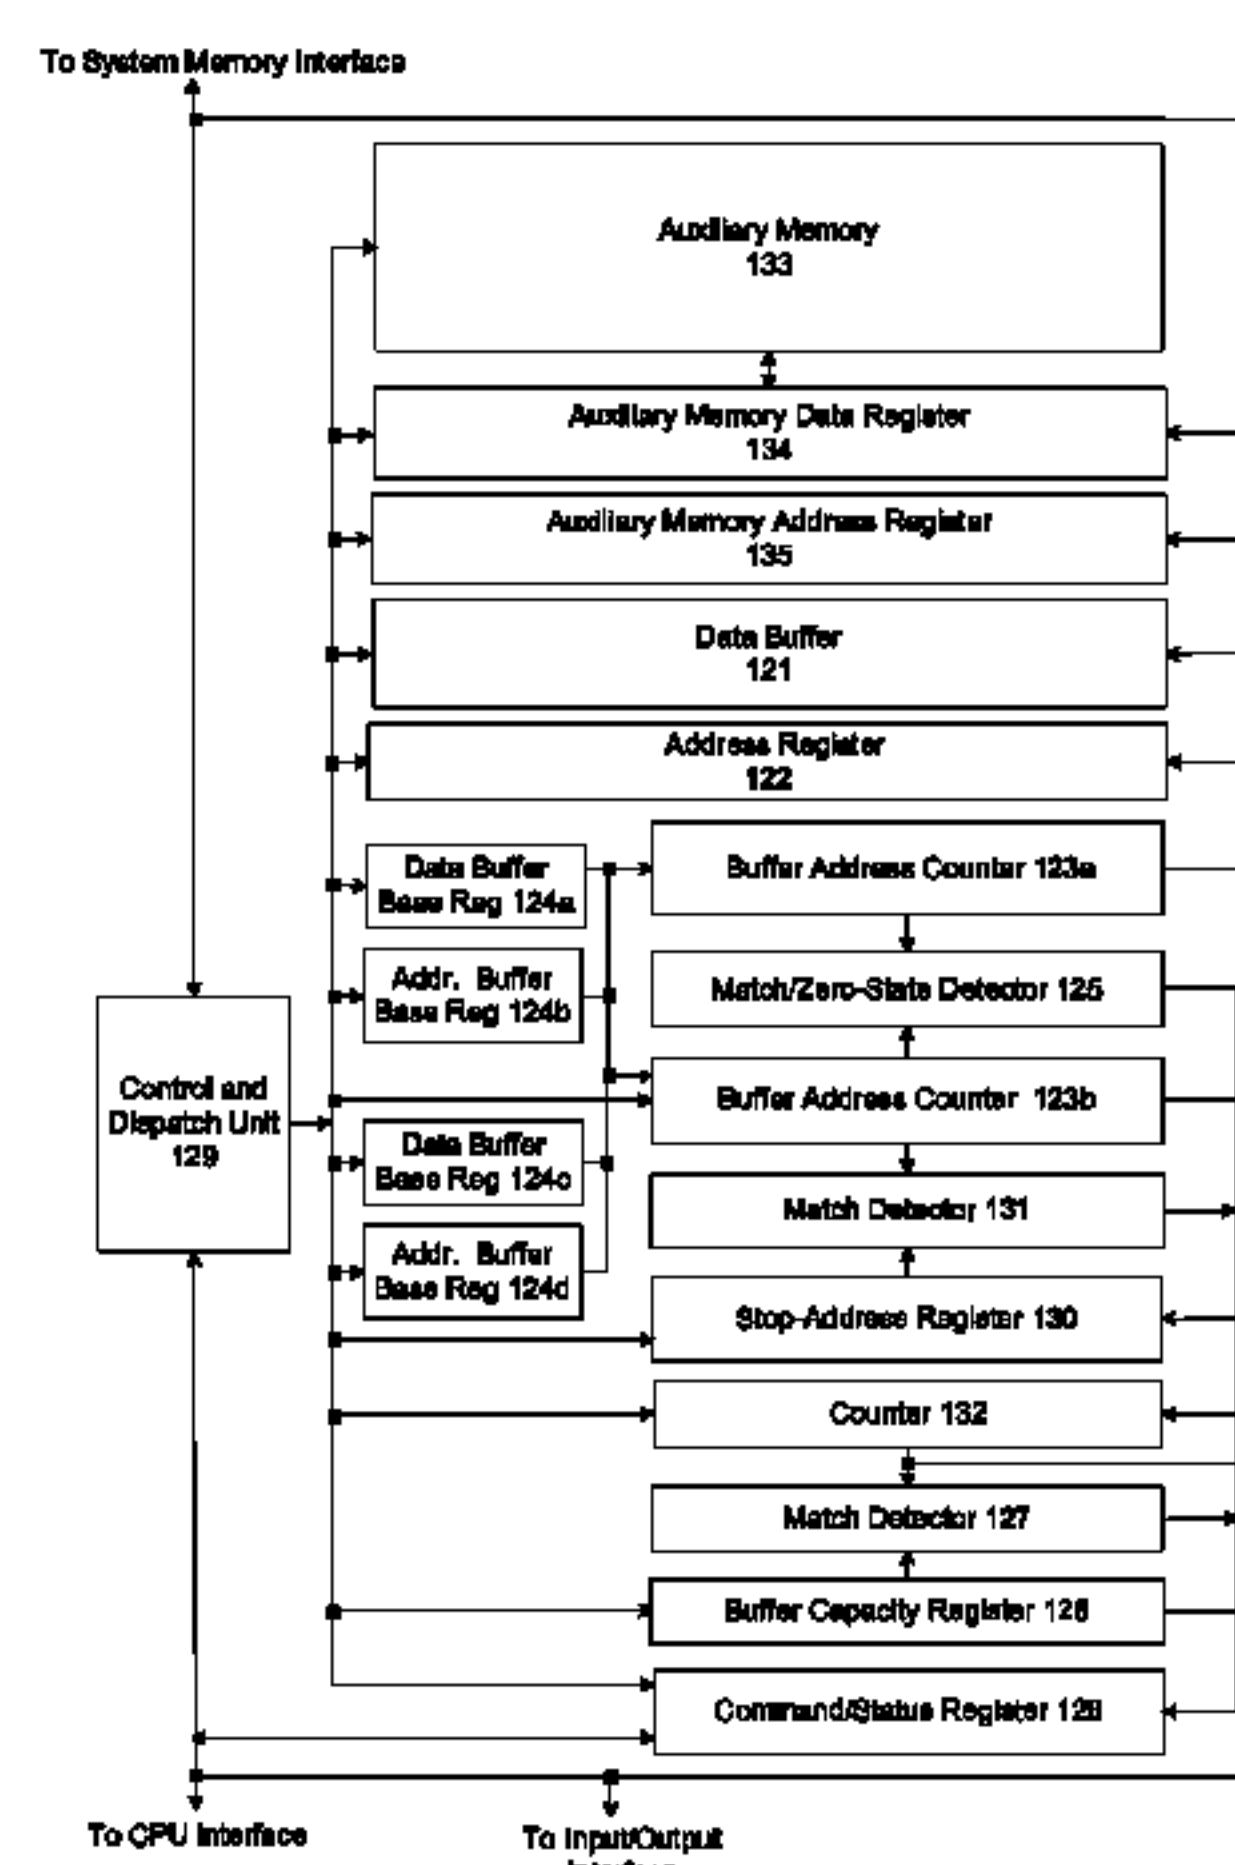 To System Memory Interface
Auxiliary Memory
133
Auxiliary Memory Data Register
134
Auxiliary Memory Address Register
135
Data Buffer
121
Address Register
122
Data Buffer
Base Reg 124a
Buffer Address Counter 123a
Addr. Buffer
Base Reg 124b
Match/Zero-State Detector 125
Control and
Dispatch Unit
129
Buffer Address Counter 123b
Data Buffer
Base Reg 124c
Match Detector 131
Addr. Buffer
Base Reg 124d
Stop-Address Register 130
Counter 132
Match Detector 127
Buffer Capacity Register 126
Command/Status Register 128
To CPU Interface
To Input/Output